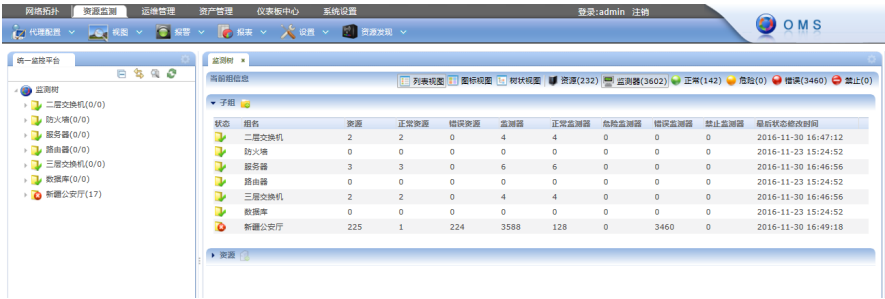 网络拓扑 资源监测 运维管理 资产管理 仪表板中心 系统设置 登录:admin 注销
代理配置 视图 报警 报表 设置 资源发现 OMS
统一监控平台 监测树
当前组信息 列表视图 图标视图 树状视图 资源(232) 监测器(3602) 正常(142) 危险(0) 错误(3460) 禁止(0)
监测树
二层交换机(0/0)
防火墙(0/0)
服务器(0/0)
路由器(0/0)
三层交换机(0/0)
数据库(0/0)
新疆公安厅(17)
子组
状态 组名 资源 正常资源 错误资源 监测器 正常监测器 危险监测器 错误监测器 禁止监测器 最后状态修改时间
二层交换机 2 2 0 4 4 0 0 0 2016-11-30 16:47:12
防火墙 0 0 0 0 0 0 0 0 2016-11-23 15:24:52
服务器 3 3 0 6 6 0 0 0 2016-11-30 16:46:56
路由器 0 0 0 0 0 0 0 0 2016-11-23 15:24:52
三层交换机 2 2 0 4 4 0 0 0 2016-11-30 16:46:56
数据库 0 0 0 0 0 0 0 0 2016-11-23 15:24:52
新疆公安厅 225 1 224 3588 128 0 3460 0 2016-11-30 16:49:18
资源